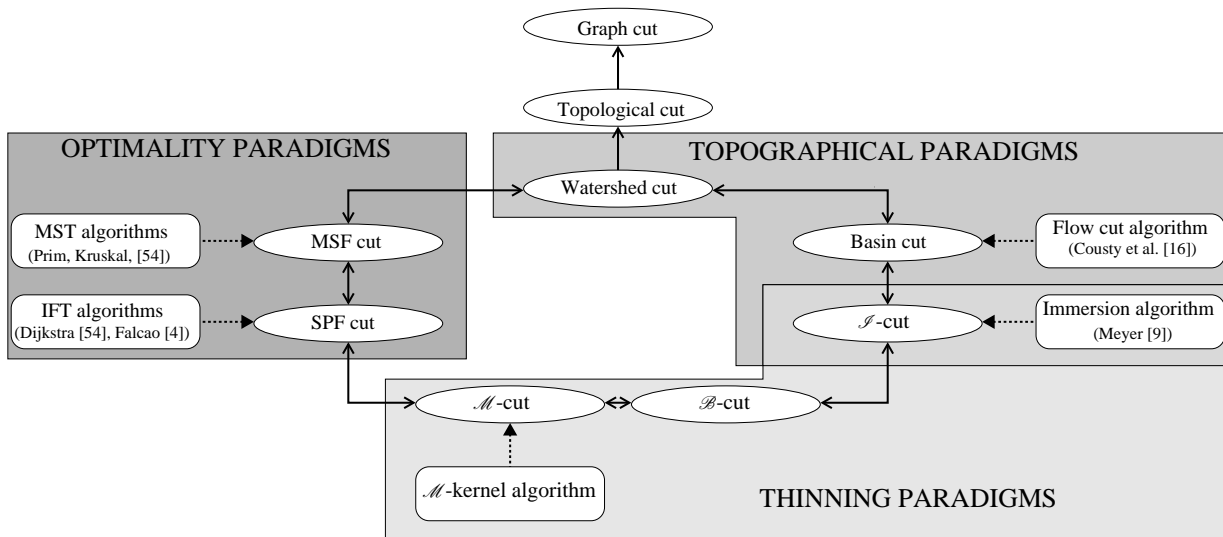 Graph cut
Topological cut
OPTIMALITY PARADIGMS
TOPOGRAPHICAL PARADIGMS
Watershed cut
MST algorithms
(Prim, Kruskal, [54])
MSF cut
Basin cut
Flow cut algorithm
(Cousty et al. [16])
IFT algorithms
(Dijkstra [54], Falcao [4])
SPF cut
ℐ-cut
Immersion algorithm
(Meyer [9])
ℳ-cut
ℬ-cut
ℳ-kernel algorithm
THINNING PARADIGMS